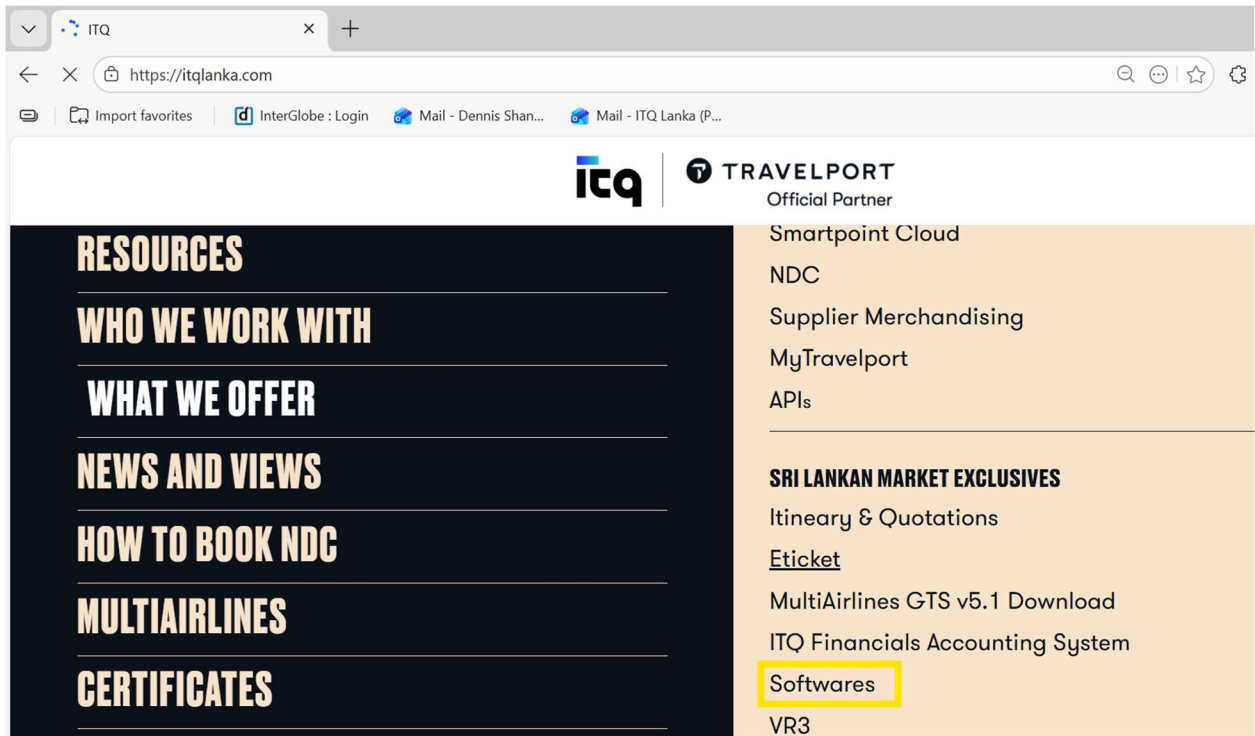 ITQ
https://itqlanka.com
Import favorites
InterGlobe : Login
Mail - Dennis Shan...
Mail - ITQ Lanka (P...
itq
TRAVELPORT
Official Partner
RESOURCES
WHO WE WORK WITH
WHAT WE OFFER
NEWS AND VIEWS
HOW TO BOOK NDC
MULTIAIRLINES
CERTIFICATES
Smartpoint Cloud
NDC
Supplier Merchandising
MyTravelport
APIs
SRI LANKAN MARKET EXCLUSIVES
Itineary & Quotations
Eticket
MultiAirlines GTS v5.1 Download
ITQ Financials Accounting System
Softwares
VR3